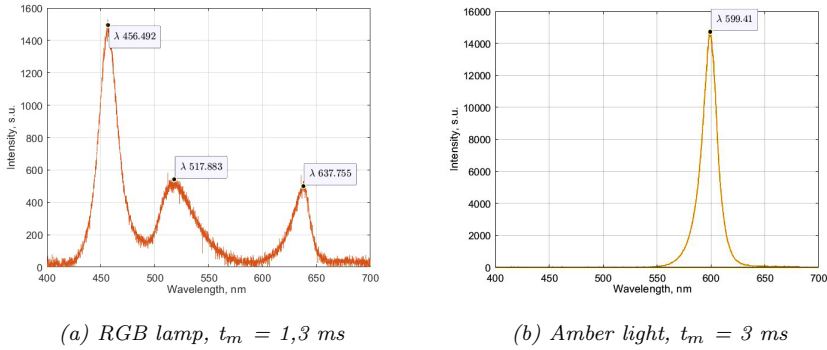 1600
1400
1200
1000
800
600
400
200
0
Intensity, s.u.
λ 456.492
λ 517.883
λ 637.755
400 450 500 550 600 650 700
Wavelength, nm
(a) RGB lamp, tm = 1,3 ms
16000
14000
12000
10000
8000
6000
4000
2000
0
Intensity, s.u.
λ 599.41
400 450 500 550 600 650 700
Wavelength, nm
(b) Amber light, tm = 3 ms